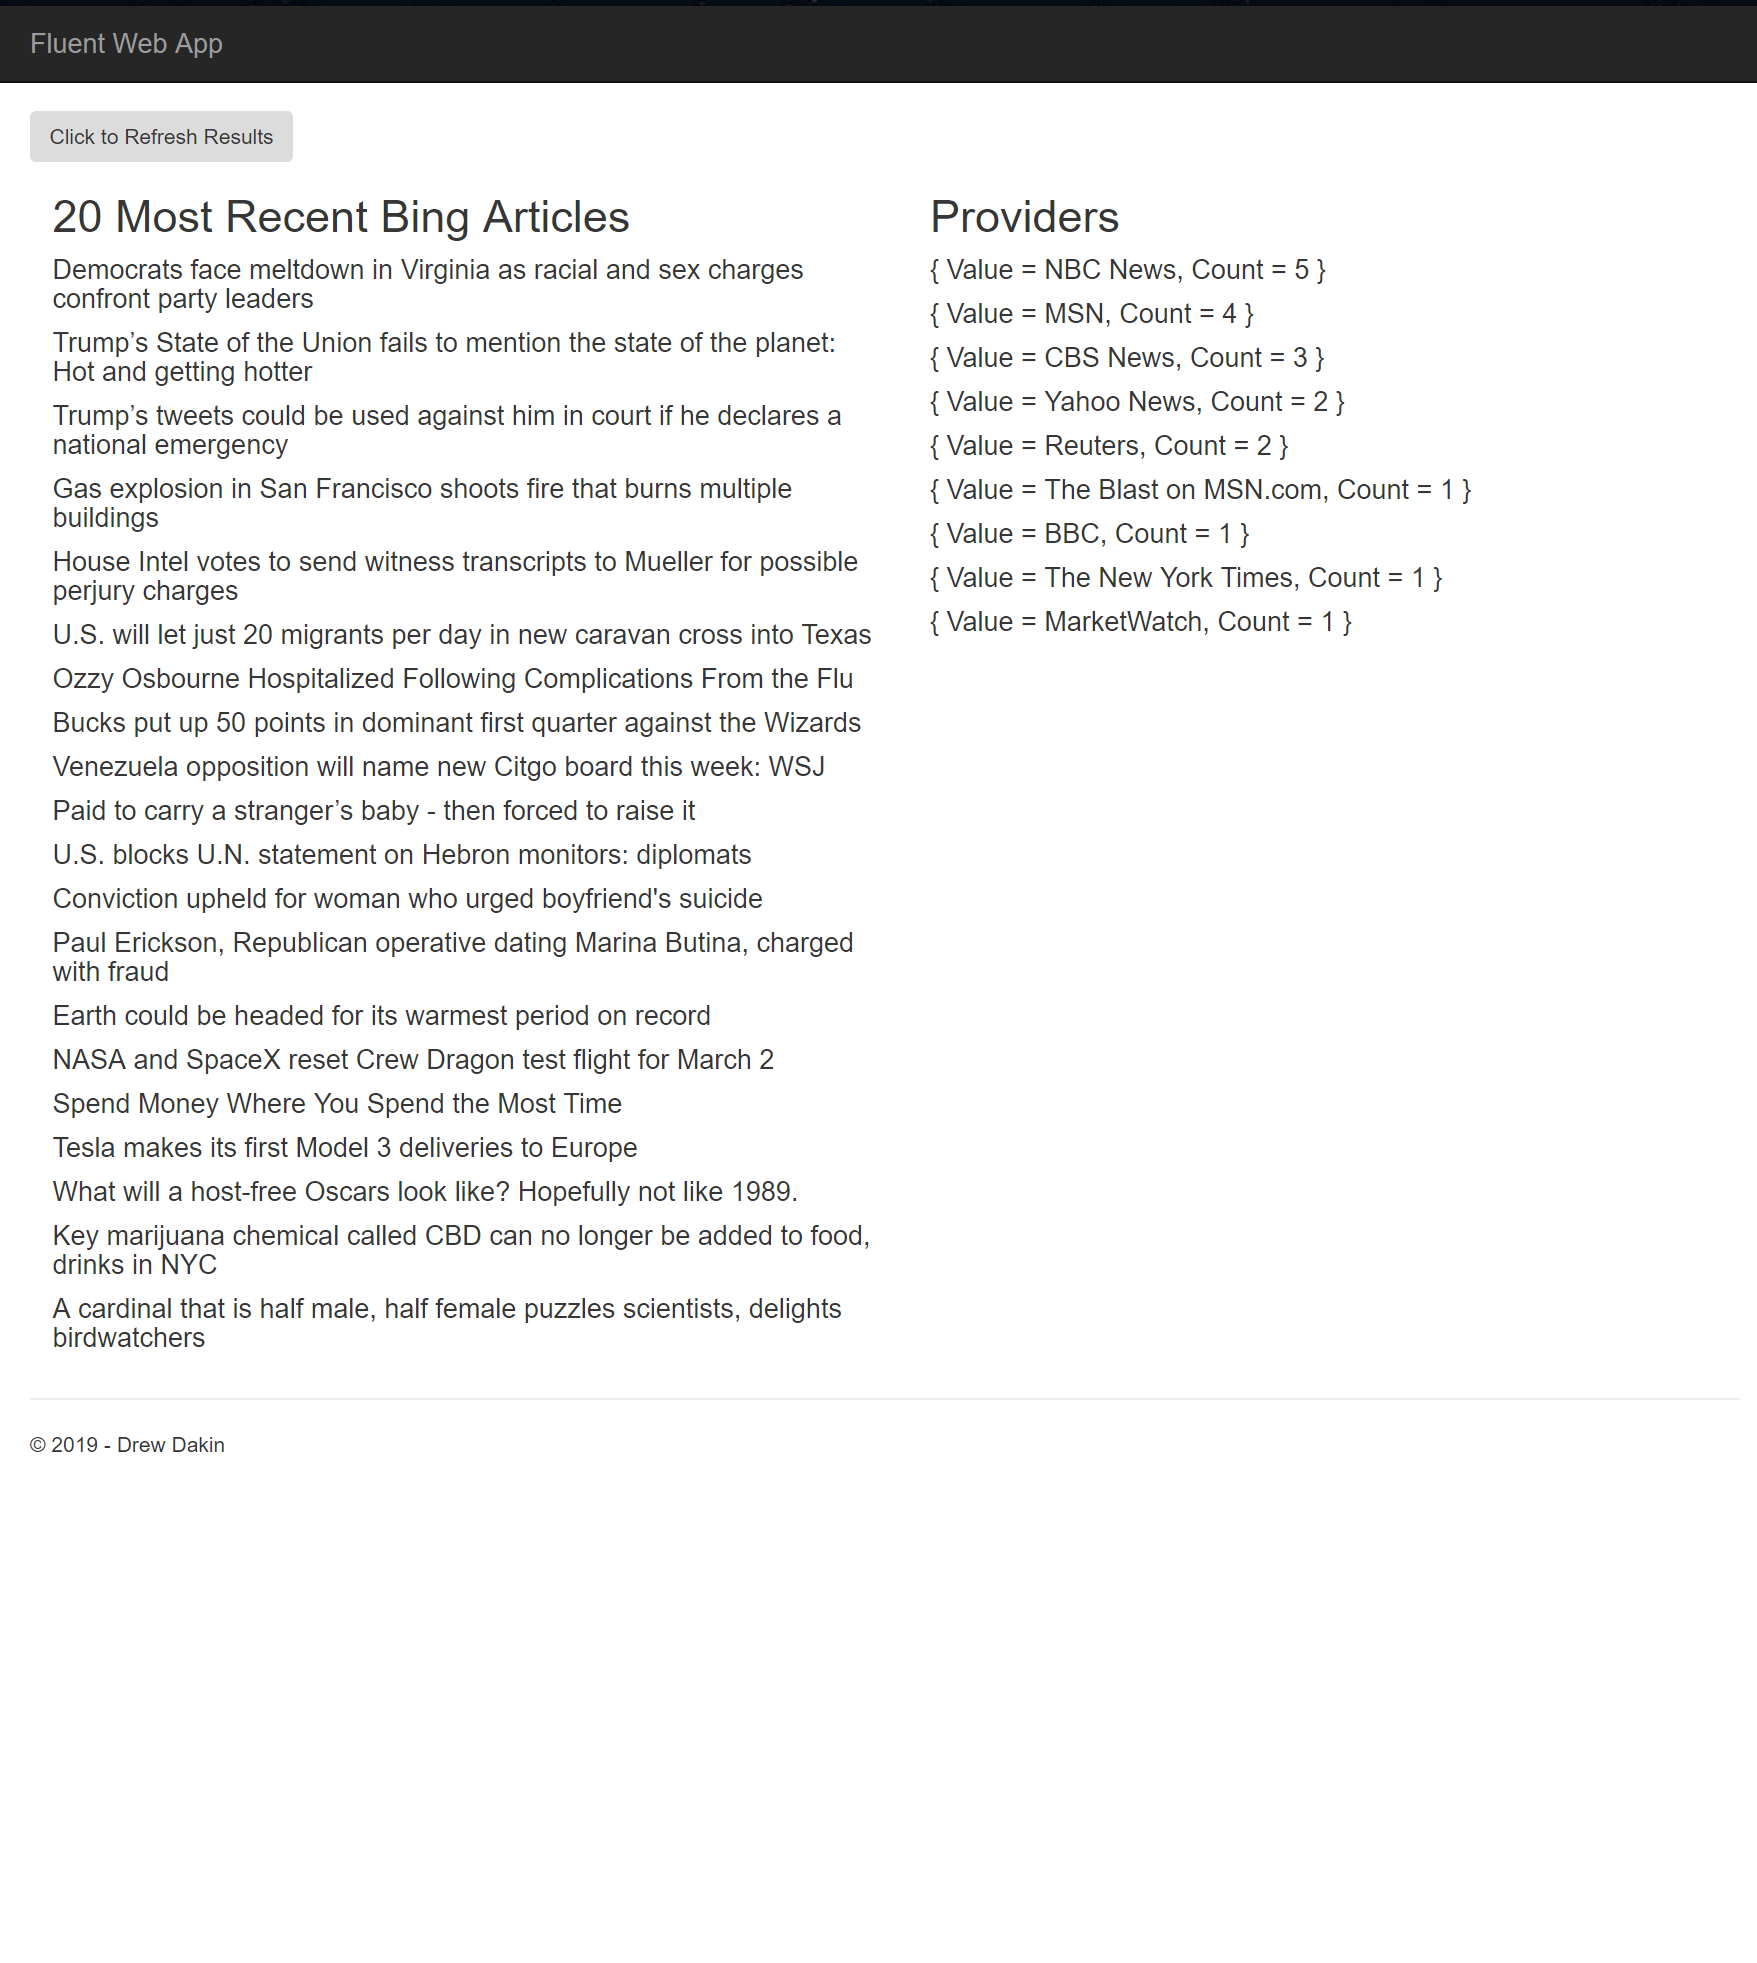 Fluent Web App
Click to Refresh Results
20 Most Recent Bing Articles
Democrats face meltdown in Virginia as racial and sex charges
confront party leaders
Trump’s State of the Union fails to mention the state of the planet:
Hot and getting hotter
Trump’s tweets could be used against him in court if he declares a
national emergency
Gas explosion in San Francisco shoots fire that burns multiple
buildings
House Intel votes to send witness transcripts to Mueller for possible
perjury charges
U.S. will let just 20 migrants per day in new caravan cross into Texas
Ozzy Osbourne Hospitalized Following Complications From the Flu
Bucks put up 50 points in dominant first quarter against the Wizards
Venezuela opposition will name new Citgo board this week: WSJ
Paid to carry a stranger’s baby - then forced to raise it
U.S. blocks U.N. statement on Hebron monitors: diplomats
Conviction upheld for woman who urged boyfriend's suicide
Paul Erickson, Republican operative dating Marina Butina, charged
with fraud
Earth could be headed for its warmest period on record
NASA and SpaceX reset Crew Dragon test flight for March 2
Spend Money Where You Spend the Most Time
Tesla makes its first Model 3 deliveries to Europe
What will a host-free Oscars look like? Hopefully not like 1989.
Key marijuana chemical called CBD can no longer be added to food,
drinks in NYC
A cardinal that is half male, half female puzzles scientists, delights
birdwatchers
Providers
{ Value = NBC News, Count = 5 }
{ Value = MSN, Count = 4 }
{ Value = CBS News, Count = 3 }
{ Value = Yahoo News, Count = 2 }
{ Value = Reuters, Count = 2 }
{ Value = The Blast on MSN.com, Count = 1 }
{ Value = BBC, Count = 1 }
{ Value = The New York Times, Count = 1 }
{ Value = MarketWatch, Count = 1 }
© 2019 - Drew Dakin